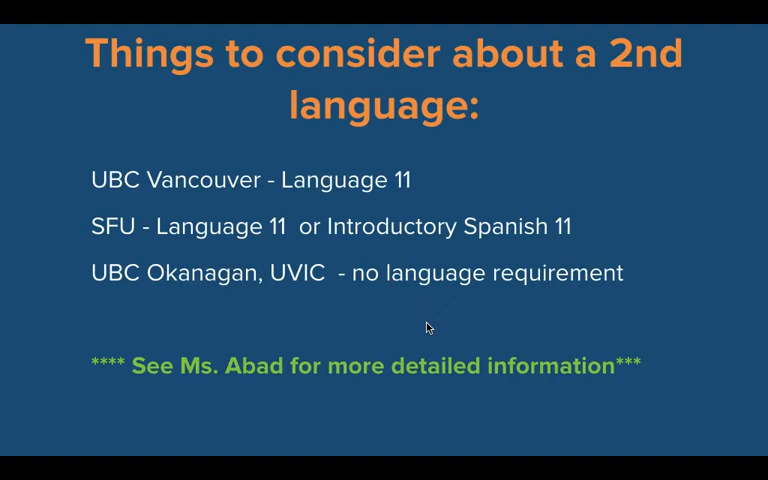 Things to consider about a 2nd
language:
UBC Vancouver - Language 11
SFU - Language 11 or Introductory Spanish 11
UBC Okanagan, UVIC - no language requirement
**** See Ms. Abad for more detailed information***